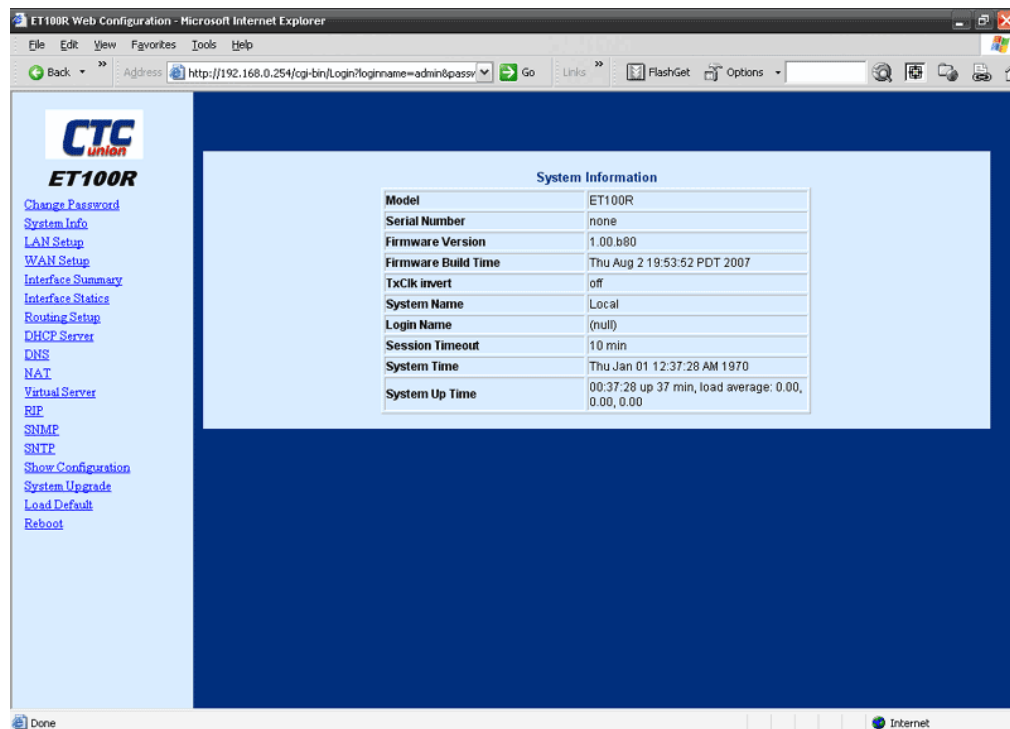 ET100R Web Configuration - Microsoft Internet Explorer
File Edit View Favorites Tools Help
Back » Address http://192.168.0.254/cgi-bin/Login?loginname=admin&passw Go Links » FlashGet Options
CTC
union
ET100R
Change Password
System Info
LAN Setup
WAN Setup
Interface Summary
Interface Statics
Routing Setup
DHCP Server
DNS
NAT
Virtual Server
RIP
SNMP
SNTP
Show Configuration
System Upgrade
Load Default
Reboot
System Information
Model ET100R
Serial Number none
Firmware Version 1.00.b80
Firmware Build Time Thu Aug 2 19:53:52 PDT 2007
TxClk invert off
System Name Local
Login Name (null)
Session Timeout 10 min
System Time Thu Jan 01 12:37:28 AM 1970
System Up Time 00:37:28 up 37 min, load average: 0.00,
0.00, 0.00
Done Internet